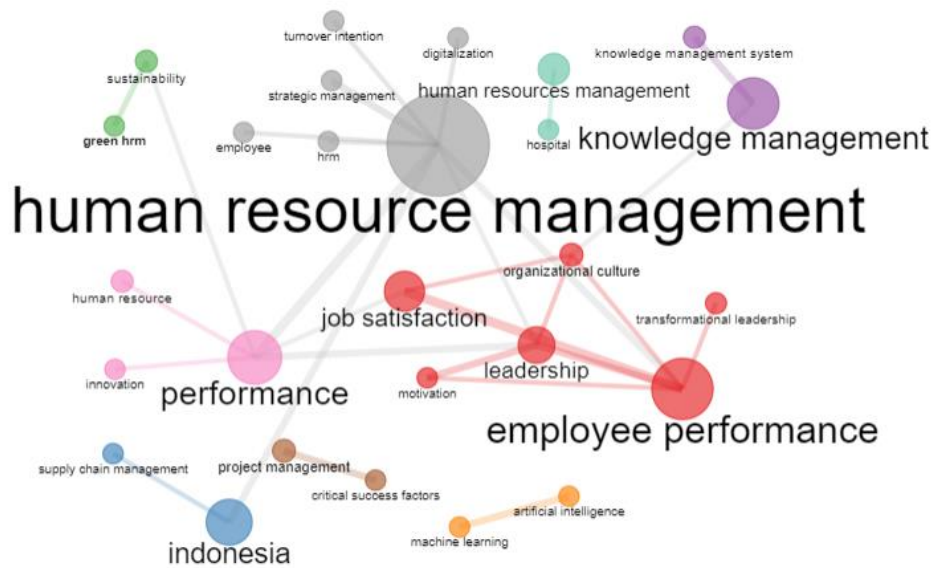 turnover intention
digitalization
knowledge management system
sustainability
strategic management
human resources management
green hrm
employee
hrm
hospital
knowledge management
human resource management
organizational culture
human resource
job satisfaction
transformational leadership
leadership
innovation
performance
motivation
employee performance
supply chain management
project management
critical success factors
artificial intelligence
machine learning
indonesia